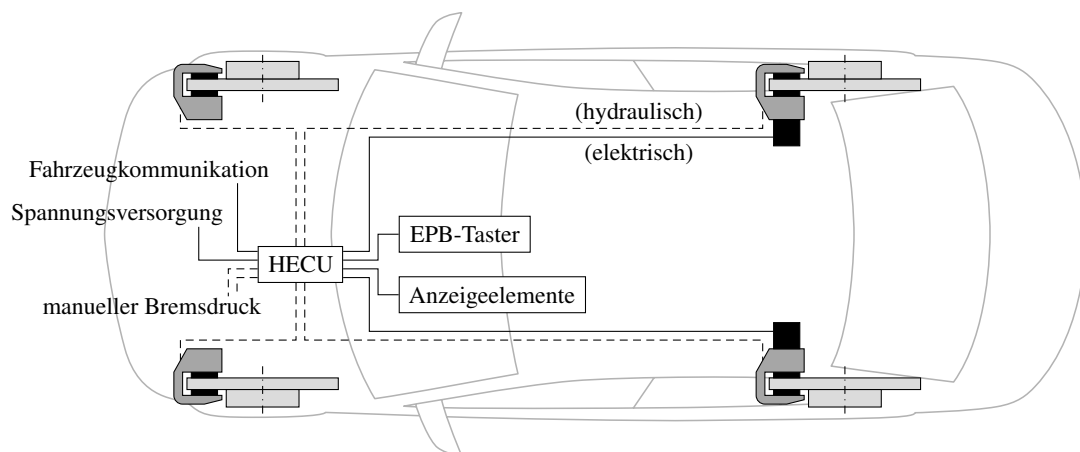 (hydraulisch)
(elektrisch)
Fahrzeugkommunikation
Spannungsversorgung
EPB-Taster
HECU
Anzeigeelemente
manueller Bremsdruck